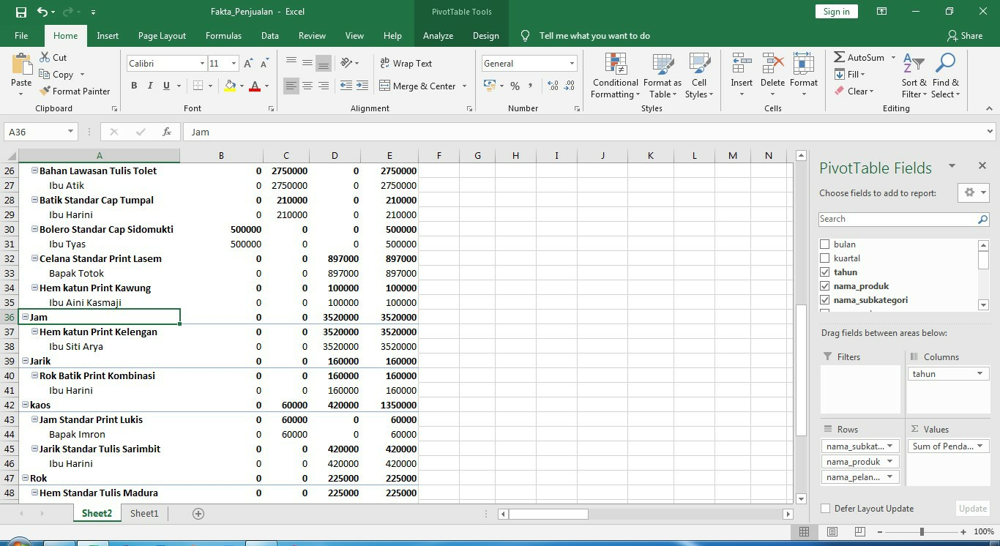 Fakta_Penjualan - Excel PivotTable Tools Sign in
File Home Insert Page Layout Formulas Data Review View Help Analyze Design Tell me what you want to do Share
Paste Cut Copy Format Painter Clipboard
Calibri 11 A A B I U A Font
ab Wrap Text Merge & Center Alignment
General % , Number
Conditional Formatting Format as Table Cell Styles Styles
Insert Delete Format Cells
AutoSum Fill Clear Sort & Filter Find & Select Editing
A36 fx Jam
A B C D E F G H I J K L M N
26 Bahan Lawasan Tulis Tolet 0 2750000 0 2750000
27 Ibu Atik 0 2750000 0 2750000
28 Batik Standar Cap Tumpal 0 210000 0 210000
29 Ibu Harini 0 210000 0 210000
30 Bolero Standar Cap Sidomukti 500000 0 0 500000
31 Ibu Tyas 500000 0 0 500000
32 Celana Standar Print Lasem 0 0 897000 897000
33 Bapak Totok 0 0 897000 897000
34 Hem katun Print Kawung 0 0 100000 100000
35 Ibu Aini Kasmaji 0 0 100000 100000
36 Jam 0 0 3520000 3520000
37 Hem katun Print Kelengan 0 0 3520000 3520000
38 Ibu Siti Arya 0 0 3520000 3520000
39 Jarik 0 0 160000 160000
40 Rok Batik Print Kombinasi 0 0 160000 160000
41 Ibu Harini 0 0 160000 160000
42 kaos 0 60000 420000 1350000
43 Jam Standar Print Lukis 0 60000 0 60000
44 Bapak Imron 0 60000 0 60000
45 Jarik Standar Tulis Sarimbit 0 0 420000 420000
46 Ibu Harini 0 0 420000 420000
47 Rok 0 0 225000 225000
48 Hem Standar Tulis Madura 0 0 225000 225000
PivotTable Fields
Choose fields to add to report:
Search
bulan
kuartal
tahun
nama_produk
nama_subkategori
Drag fields between areas below:
Filters Columns
tahun
Rows Σ Values
nama_subkat... Sum of Penda...
nama_produk
nama_pelan...
Defer Layout Update Update
Sheet2 Sheet1
100%